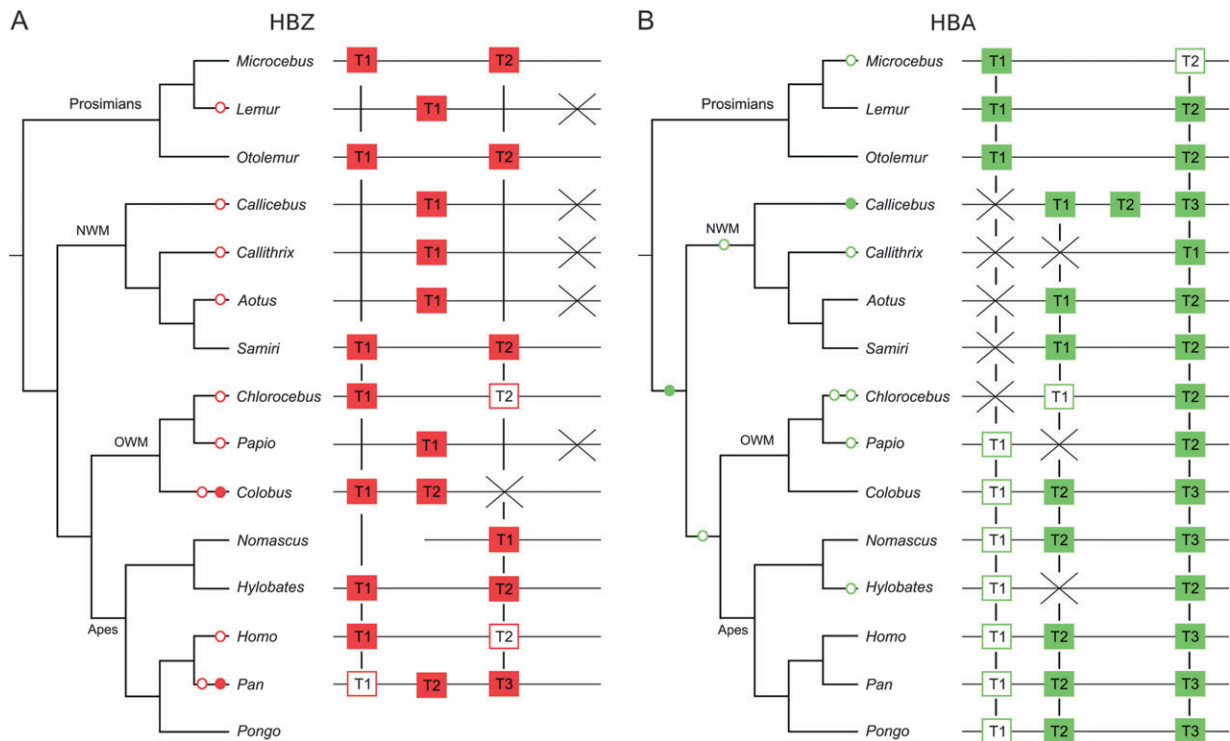 A HBZ
Microcebus T1 T2
Prosimians
Lemur T1
Otolemur T1 T2
Callicebus T1
NWM
Callithrix T1
Aotus T1
Samiri T1 T2
Chlorocebus T1 T2
OWM
Papio T1
Colobus T1 T2
Nomascus T1
Hylobates T1 T2
Apes
Homo T1 T2
Pan T1 T2 T3
Pongo
B HBA
Microcebus T1 T2
Prosimians
Lemur T1 T2
Otolemur T1 T2
Callicebus T1 T2 T3
NWM
Callithrix T1
Aotus T1 T2
Samiri T1 T2
Chlorocebus T1 T2
OWM
Papio T1 T2
Colobus T1 T2 T3
Nomascus T1 T2 T3
Hylobates T1 T2
Apes
Homo T1 T2 T3
Pan T1 T2 T3
Pongo T1 T2 T3